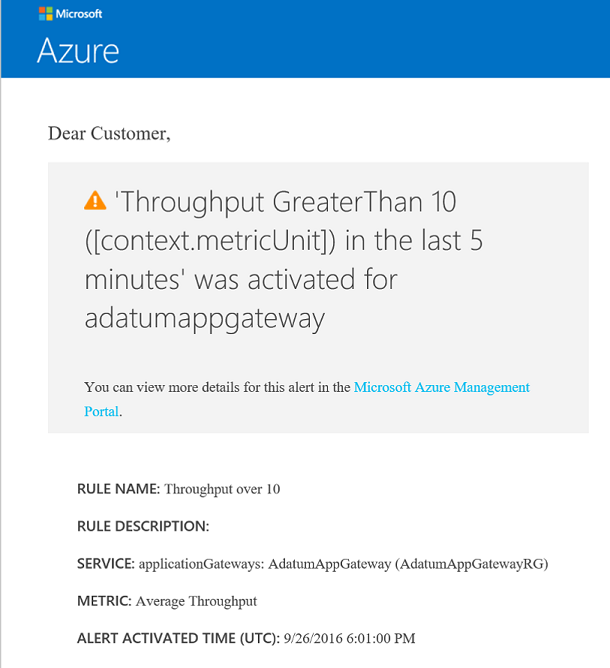 Microsoft
Azure
Dear Customer,
'Throughput GreaterThan 10
([context.metricUnit]) in the last 5
minutes' was activated for
adatumappgateway
You can view more details for this alert in the Microsoft Azure Management
Portal.
RULE NAME: Throughput over 10
RULE DESCRIPTION:
SERVICE: applicationGateways: AdatumAppGateway (AdatumAppGatewayRG)
METRIC: Average Throughput
ALERT ACTIVATED TIME (UTC): 9/26/2016 6:01:00 PM